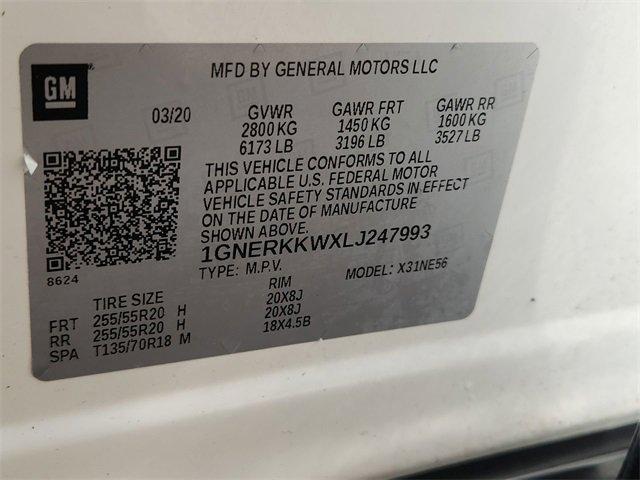 GM
MFD BY GENERAL MOTORS LLC
03/20 GVWR GAWR FRT GAWR RR
2800 KG 1450 KG 1600 KG
6173 LB 3196 LB 3527 LB
THIS VEHICLE CONFORMS TO ALL
APPLICABLE U.S. FEDERAL MOTOR
VEHICLE SAFETY STANDARDS IN EFFECT
ON THE DATE OF MANUFACTURE
SHOWN ABOVE.
1GNERKKWXLJ247993
TYPE: M.P.V. MODEL: X31NE56
8624
TIRE SIZE RIM
FRT 255/55R20 H 20X8J
RR 255/55R20 H 20X8J
SPA T135/70R18 M 18X4.5B